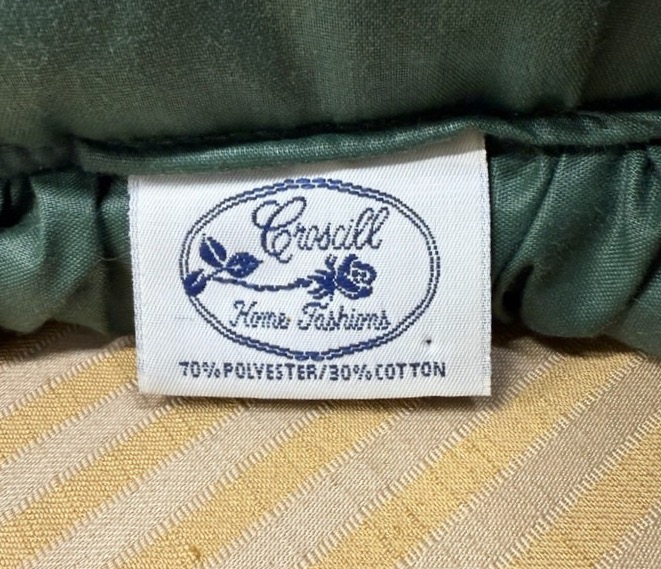 Croscill
Home Fashions
70% POLYESTER/30% COTTON